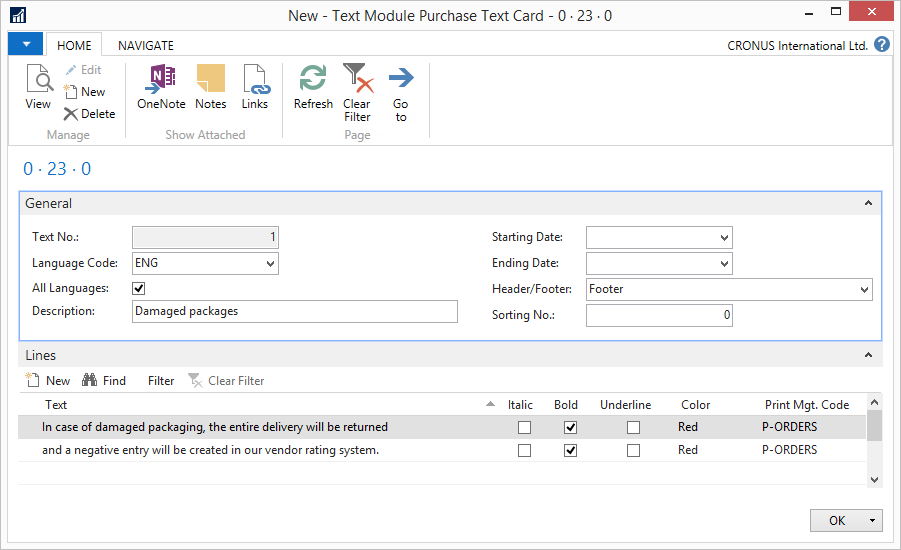 New - Text Module Purchase Text Card - 0 · 23 · 0
HOME NAVIGATE CRONUS International Ltd. ?
View Edit New Delete OneNote Notes Links Refresh Clear Filter Go to
Manage Show Attached Page
0 · 23 · 0
General
Text No.: 1 Starting Date:
Language Code: ENG Ending Date:
All Languages: Header/Footer: Footer
Description: Damaged packages Sorting No.: 0
Lines
New Find Filter Clear Filter
Text Italic Bold Underline Color Print Mgt. Code
In case of damaged packaging, the entire delivery will be returned Red P-ORDERS
and a negative entry will be created in our vendor rating system. Red P-ORDERS
OK